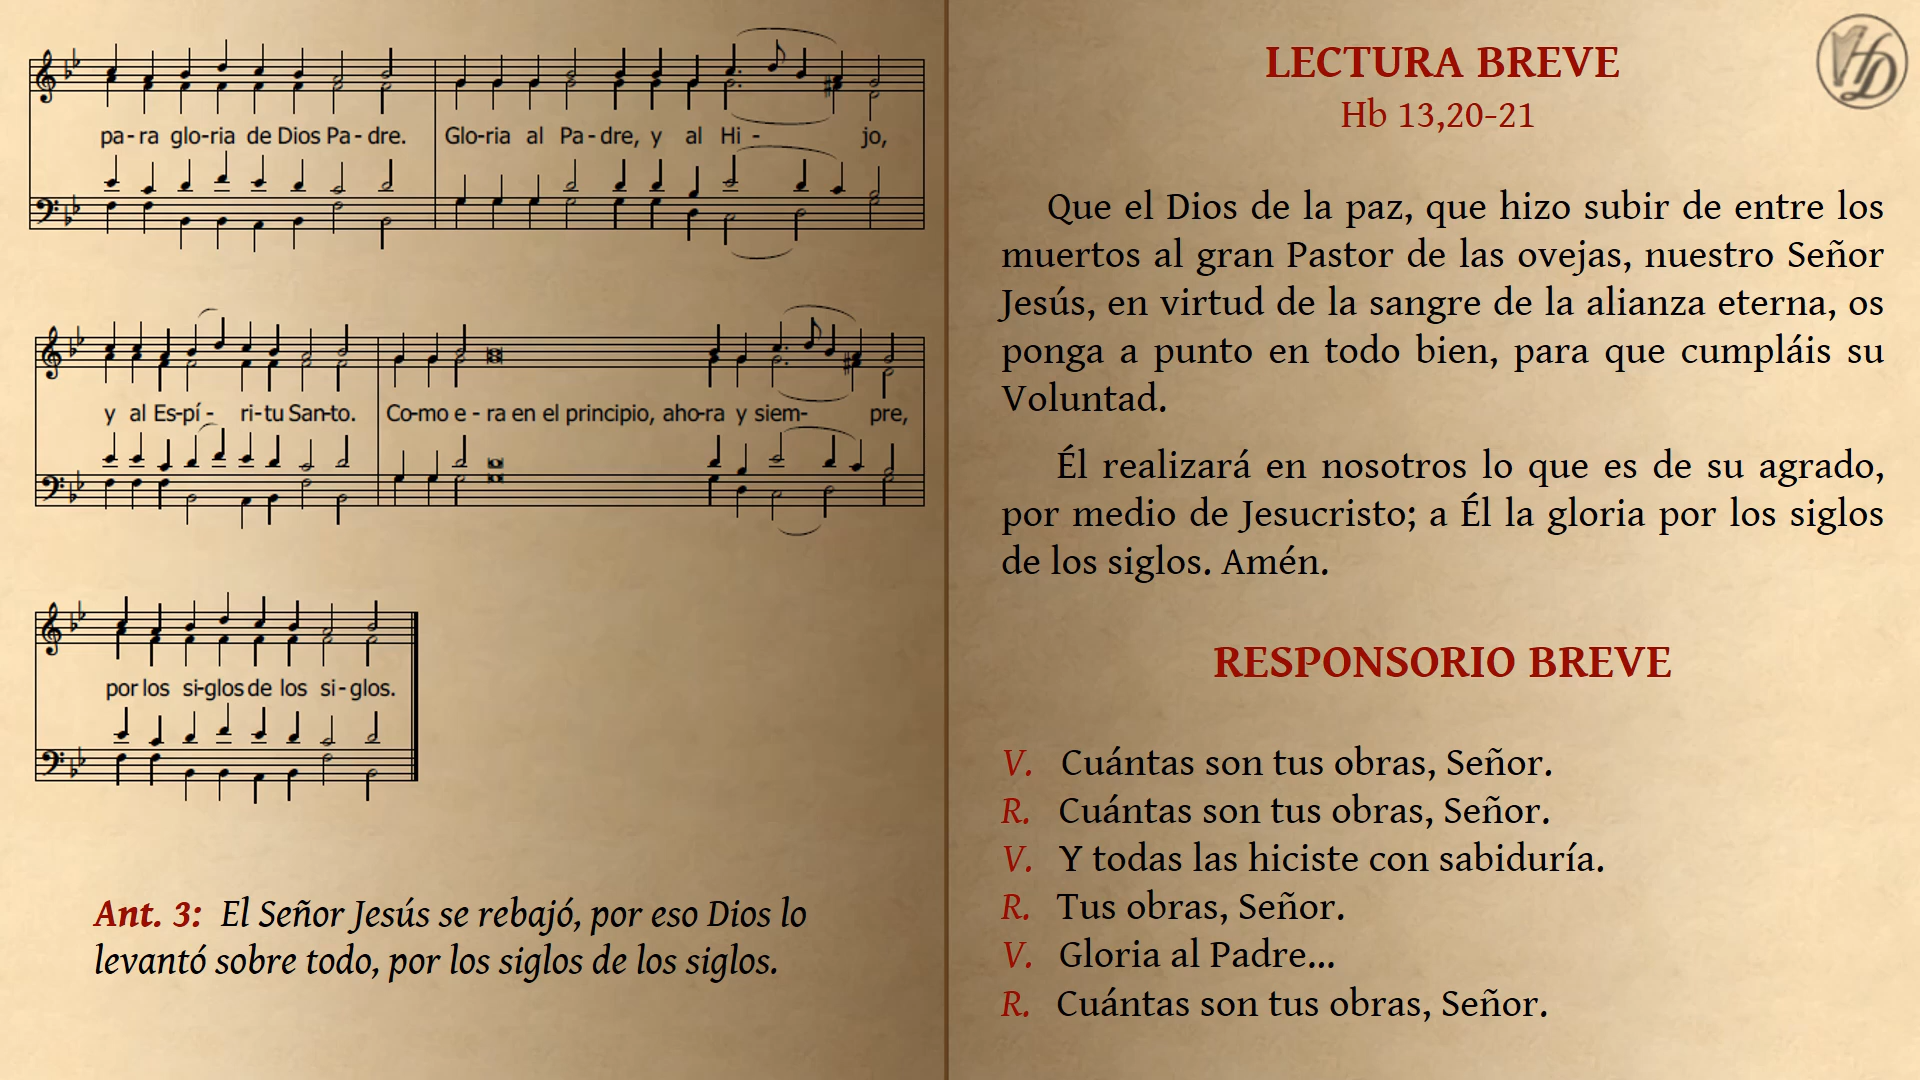 pa-ra glo-ria de Dios Pa-dre. Glo-ria al Pa-dre, y al Hi- jo,
y al Es-pí- ri-tu San-to. Co-mo e-ra en el principio, aho-ra y siem- pre,
por los si-glos de los si-glos.
Ant. 3: El Señor Jesús se rebajó, por eso Dios lo
levantó sobre todo, por los siglos de los siglos.
HD
LECTURA BREVE
Hb 13,20-21
Que el Dios de la paz, que hizo subir de entre los
muertos al gran Pastor de las ovejas, nuestro Señor
Jesús, en virtud de la sangre de la alianza eterna, os
ponga a punto en todo bien, para que cumpláis su
Voluntad.
Él realizará en nosotros lo que es de su agrado,
por medio de Jesucristo; a Él la gloria por los siglos
de los siglos. Amén.
RESPONSORIO BREVE
V. Cuántas son tus obras, Señor.
R. Cuántas son tus obras, Señor.
V. Y todas las hiciste con sabiduría.
R. Tus obras, Señor.
V. Gloria al Padre...
R. Cuántas son tus obras, Señor.